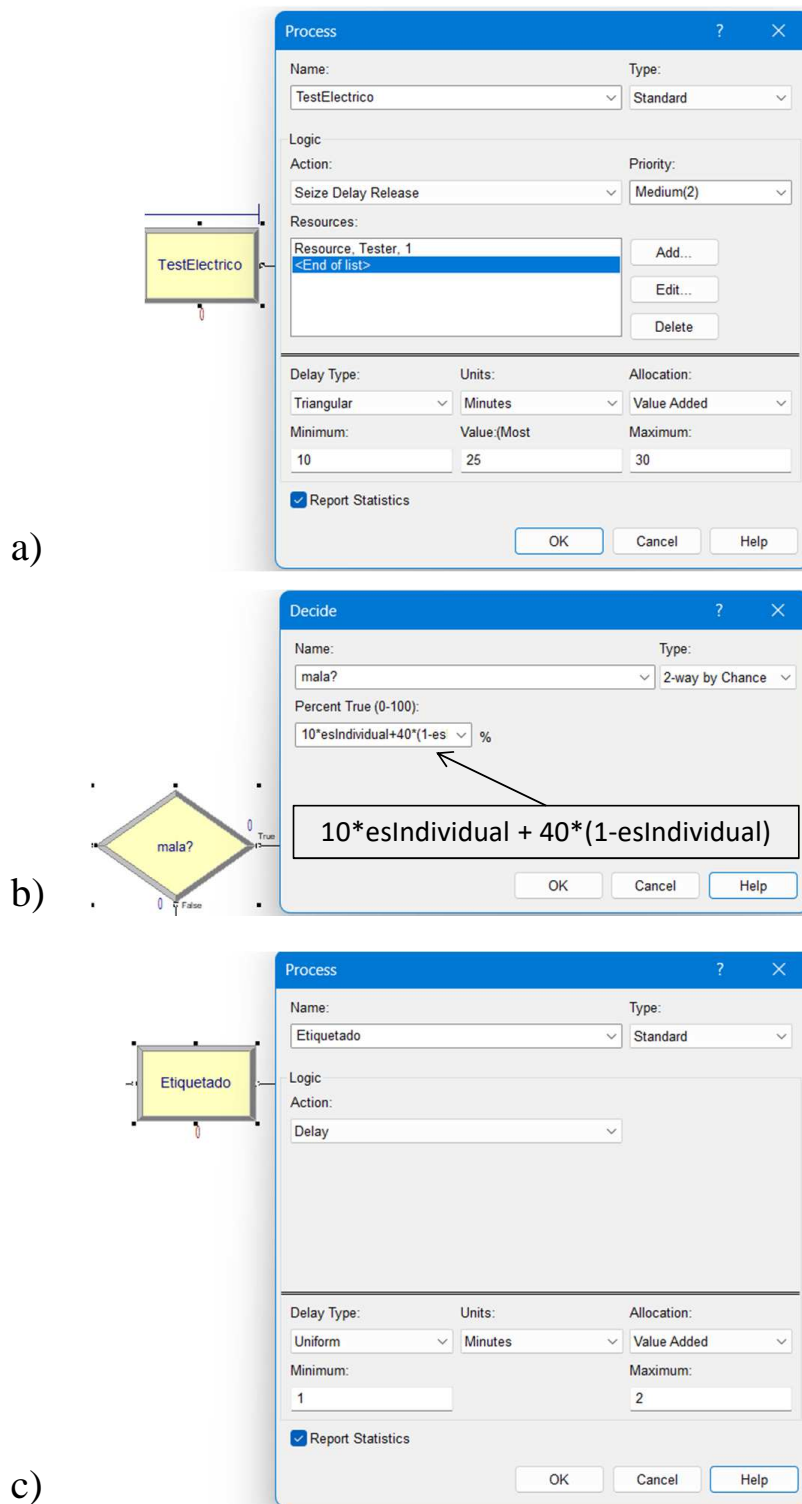 Process ? ×
Name: Type:
TestElectrico Standard
Logic
Action: Priority:
Seize Delay Release Medium(2)
Resources:
Resource, Tester, 1 Add...
<End of list>
Edit...
Delete
TestElectrico
0
Delay Type: Units: Allocation:
Triangular Minutes Value Added
Minimum: Value:(Most Maximum:
10 25 30
Report Statistics
OK Cancel Help
a)
Decide ? ×
Name: Type:
mala? 2-way by Chance
Percent True (0-100):
10*esIndividual+40*(1-es %
10*esIndividual + 40*(1-esIndividual)
mala?
0 True
0 False
OK Cancel Help
b)
Process ? ×
Name: Type:
Etiquetado Standard
Logic
Action:
Delay
Etiquetado
0
Delay Type: Units: Allocation:
Uniform Minutes Value Added
Minimum: Maximum:
1 2
Report Statistics
OK Cancel Help
c)